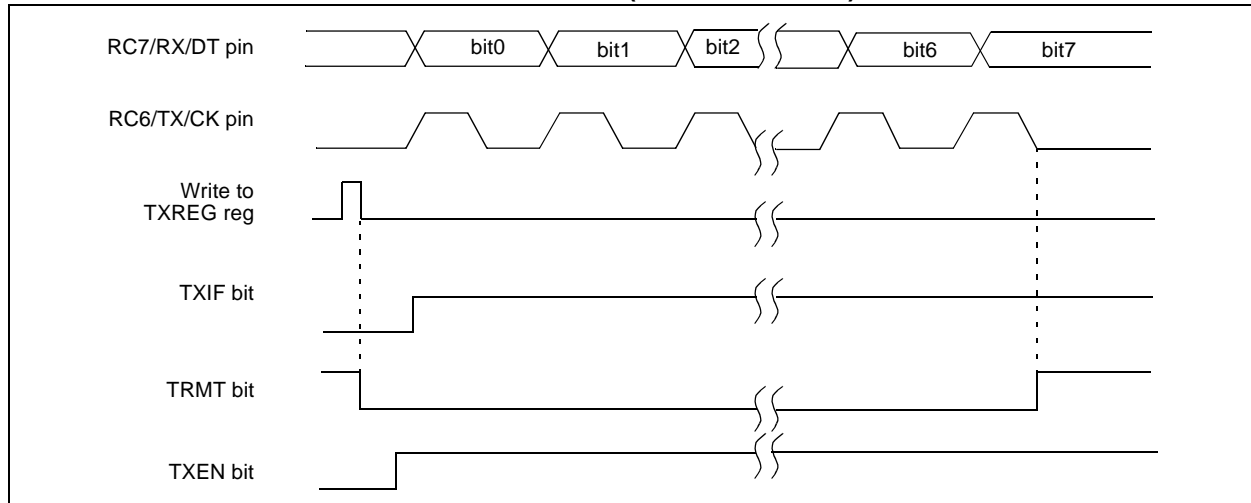 RC7/RX/DT pin
bit0 bit1 bit2 bit6 bit7
RC6/TX/CK pin
Write to
TXREG reg
TXIF bit
TRMT bit
TXEN bit